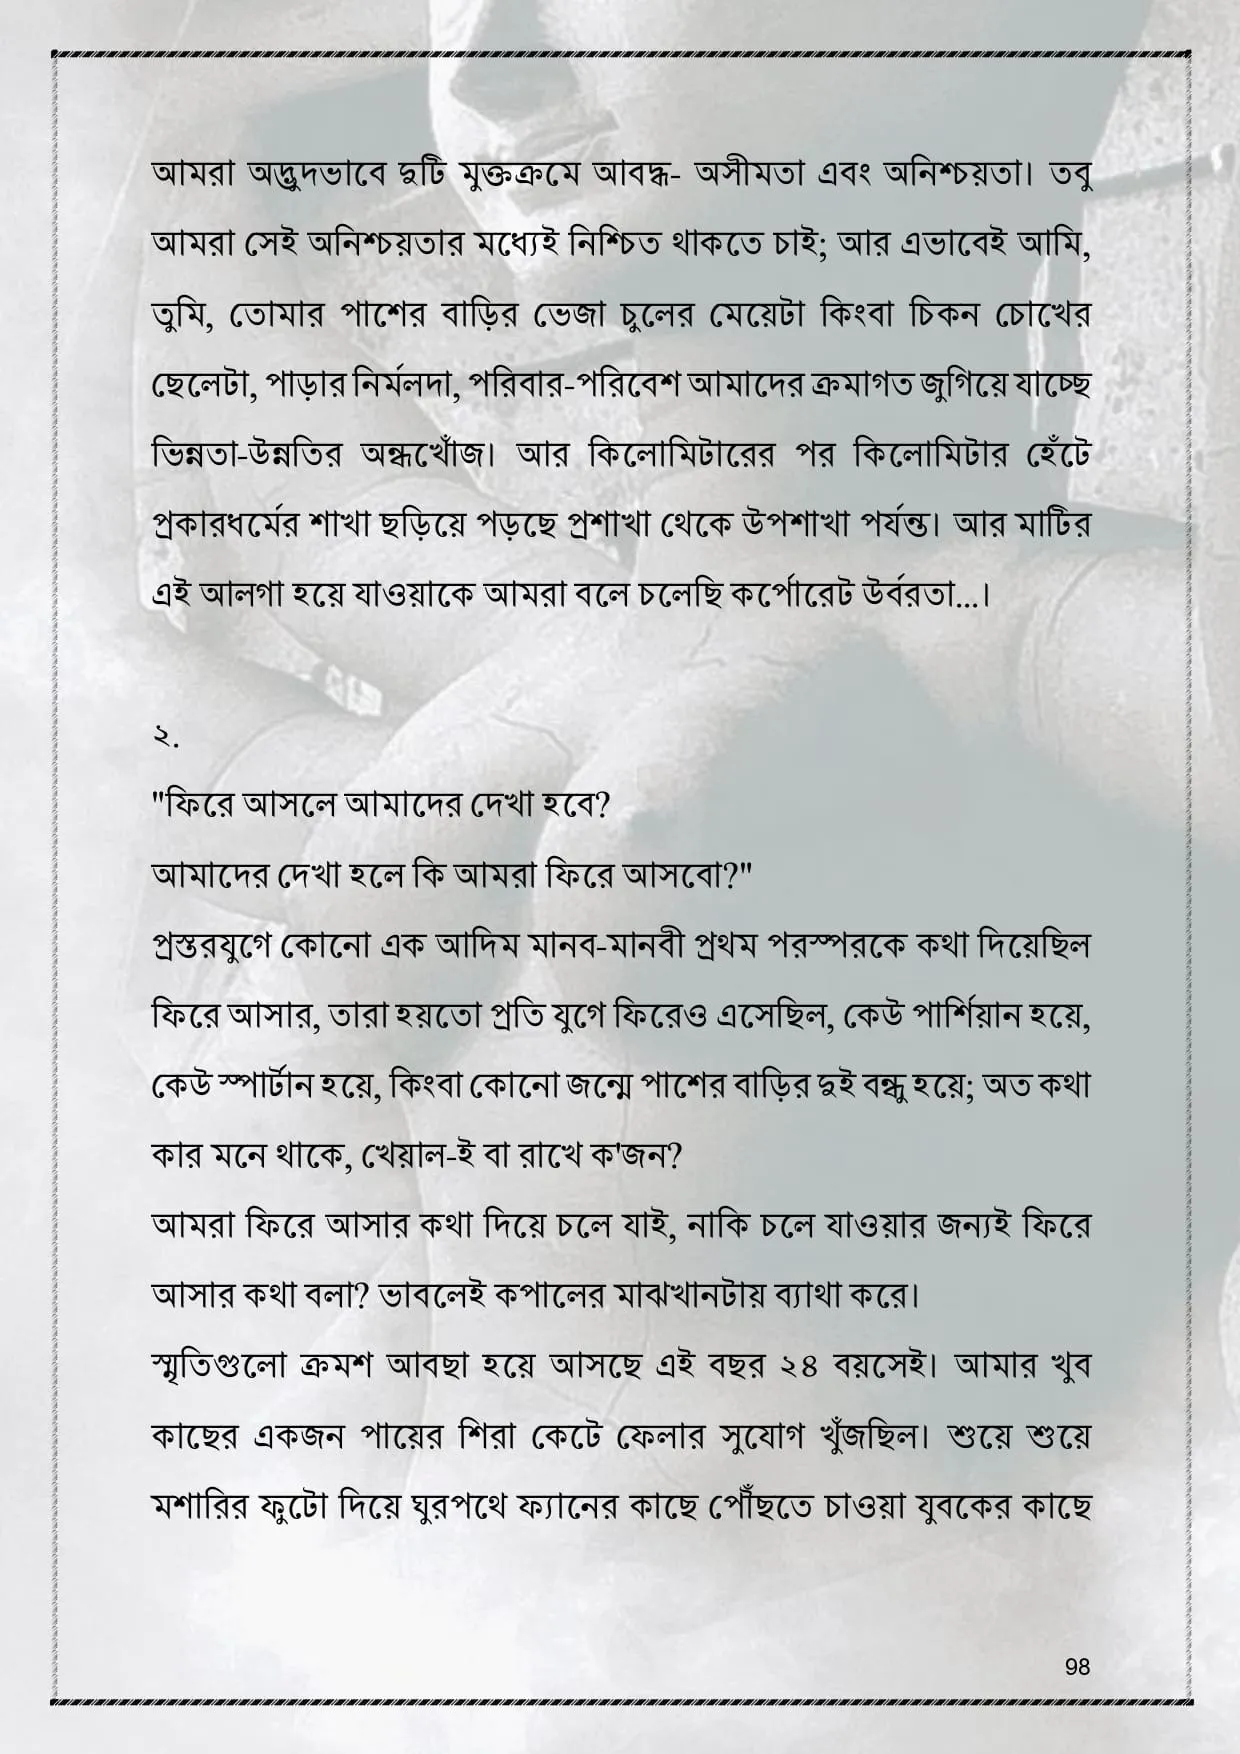 আমরা অদ্ভুদভাবে দুটি মুক্তক্রমে আবদ্ধ- অসীমতা এবং অনিশ্চয়তা। তবু
আমরা সেই অনিশ্চয়তার মধ্যেই নিশ্চিত থাকতে চাই; আর এভাবেই আমি,
তুমি, তোমার পাশের বাড়ির ভেজা চুলের মেয়েটা কিংবা চিকন চোখের
ছেলেটা, পাড়ার নির্মলদা, পরিবার-পরিবেশ আমাদের ক্রমাগত জুগিয়ে যাচ্ছে
ভিন্নতা-উন্নতির অন্ধখোঁজ। আর কিলোমিটারের পর কিলোমিটার হেঁটে
প্রকারধর্মের শাখা ছড়িয়ে পড়ছে প্রশাখা থেকে উপশাখা পর্যন্ত। আর মাটির
এই আলগা হয়ে যাওয়াকে আমরা বলে চলেছি কর্পোরেট উর্বরতা...।
২.
"ফিরে আসলে আমাদের দেখা হবে?
আমাদের দেখা হলে কি আমরা ফিরে আসবো?"
প্রস্তরযুগে কোনো এক আদিম মানব-মানবী প্রথম পরস্পরকে কথা দিয়েছিল
ফিরে আসার, তারা হয়তো প্রতি যুগে ফিরেও এসেছিল, কেউ পার্শিয়ান হয়ে,
কেউ স্পার্টান হয়ে, কিংবা কোনো জন্মে পাশের বাড়ির দুই বন্ধু হয়ে; অত কথা
কার মনে থাকে, খেয়াল-ই বা রাখে ক'জন?
আমরা ফিরে আসার কথা দিয়ে চলে যাই, নাকি চলে যাওয়ার জন্যই ফিরে
আসার কথা বলা? ভাবলেই কপালের মাঝখানটায় ব্যাথা করে।
স্মৃতিগুলো ক্রমশ আবছা হয়ে আসছে এই বছর ২৪ বয়সেই। আমার খুব
কাছের একজন পায়ের শিরা কেটে ফেলার সুযোগ খুঁজছিল। শুয়ে শুয়ে
মশারির ফুটো দিয়ে ঘুরপথে ফ্যানের কাছে পৌঁছতে চাওয়া যুবকের কাছে
98